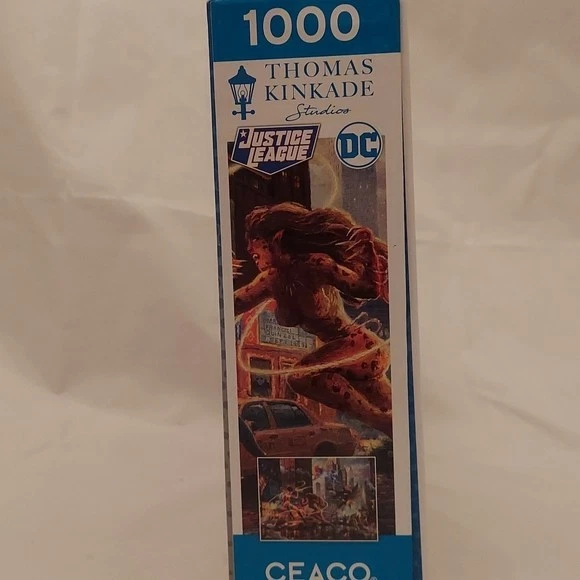 1000
THOMAS
KINKADE
Studios
JUSTICE
LEAGUE
DC
CEACO